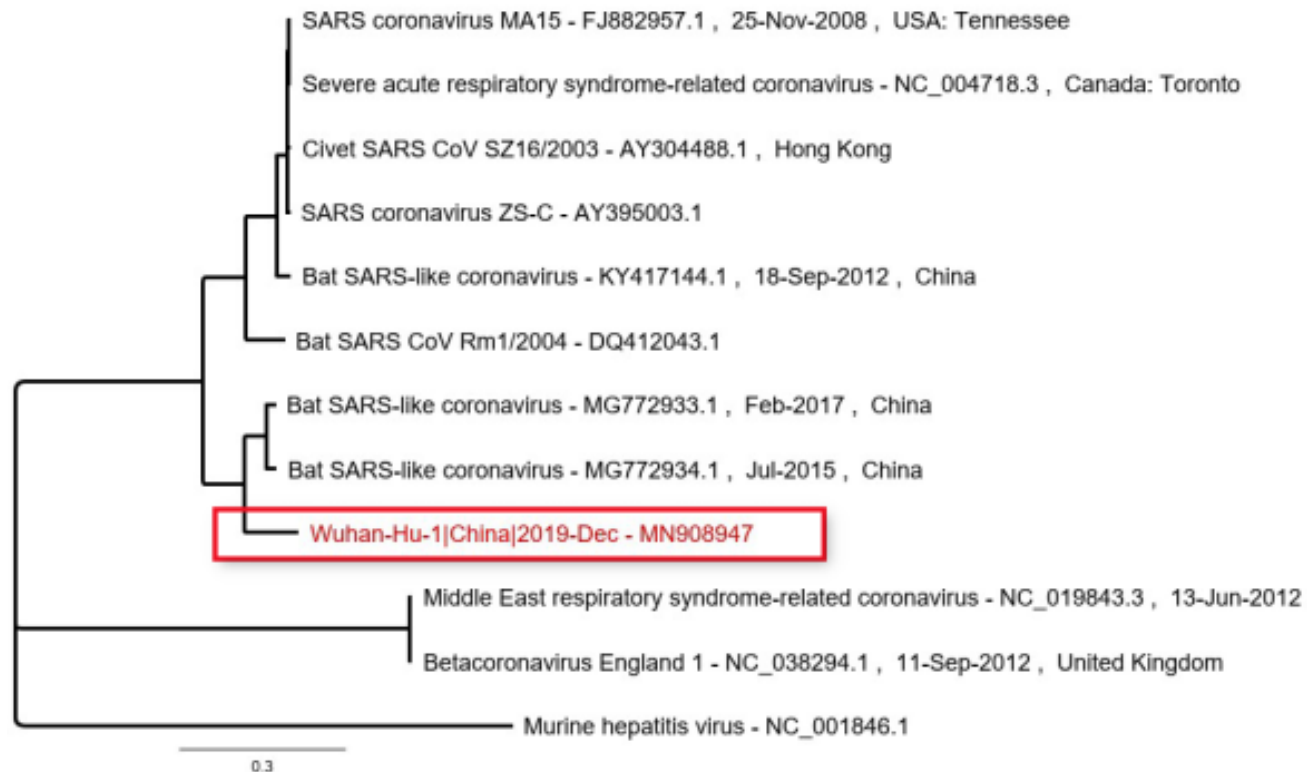 SARS coronavirus MA15 - FJ882957.1 , 25-Nov-2008 , USA: Tennessee
Severe acute respiratory syndrome-related coronavirus - NC_004718.3 , Canada: Toronto
Civet SARS CoV SZ16/2003 - AY304488.1 , Hong Kong
SARS coronavirus ZS-C - AY395003.1
Bat SARS-like coronavirus - KY417144.1 , 18-Sep-2012 , China
Bat SARS CoV Rm1/2004 - DQ412043.1
Bat SARS-like coronavirus - MG772933.1 , Feb-2017 , China
Bat SARS-like coronavirus - MG772934.1 , Jul-2015 , China
Wuhan-Hu-1|China|2019-Dec - MN908947
Middle East respiratory syndrome-related coronavirus - NC_019843.3 , 13-Jun-2012
Betacoronavirus England 1 - NC_038294.1 , 11-Sep-2012 , United Kingdom
Murine hepatitis virus - NC_001846.1
0.3